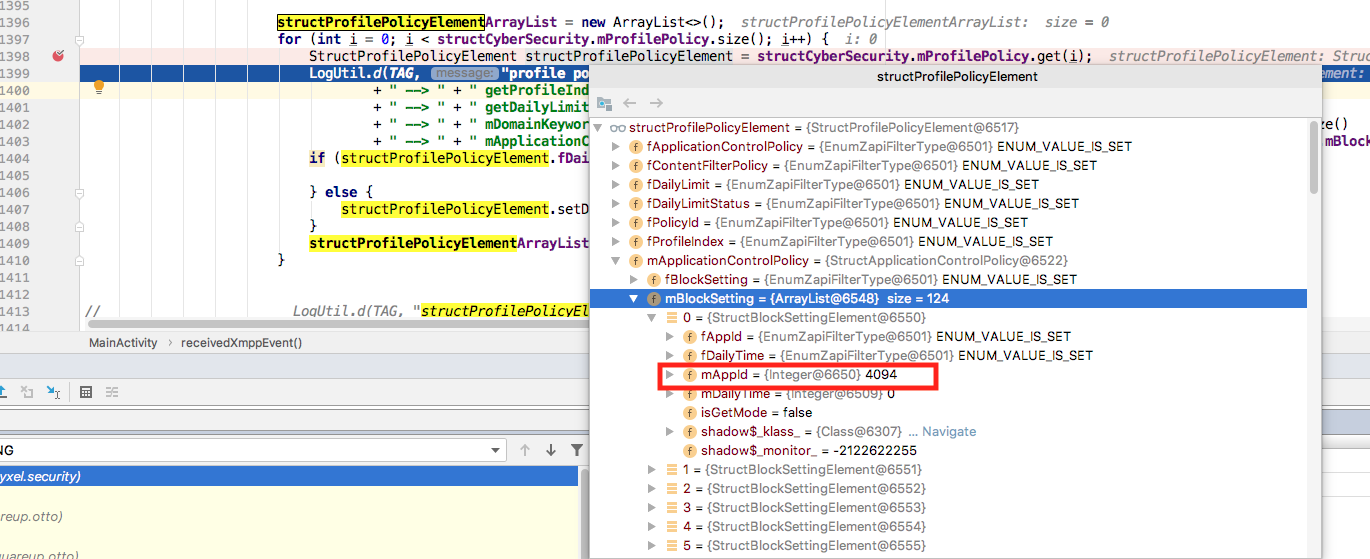 1395
1396 structProfilePolicyElementArrayList = new ArrayList<>(); structProfilePolicyElementArrayList: size = 0
1397 for (int i = 0; i < structCyberSecurity.mProfilePolicy.size(); i++) { i: 0
1398 StructProfilePolicyElement structProfilePolicyElement = structCyberSecurity.mProfilePolicy.get(i); structProfilePolicyElement: Struc
1399 LogUtil.d(TAG, message: "profile po
1400 + " --> " + " getProfileInd
1401 + " --> " + " getDailyLimit
1402 + " --> " + " mDomainKeywor ize()
1403 + " --> " + " mApplicationC mBlock
1404 if (structProfilePolicyElement.fDai
1406 } else {
1407 structProfilePolicyElement.setD
1408 }
1409 structProfilePolicyElementArrayList
1410 }
1411
1412
1413 // LogUtil.d(TAG, "structProfilePolicyEl
1414
MainActivity › receivedXmppEvent()
NG
yxel.security)
reup.otto)
quareup.otto)
structProfilePolicyElement
structProfilePolicyElement = {StructProfilePolicyElement@6517}
fApplicationControlPolicy = {EnumZapiFilterType@6501} ENUM_VALUE_IS_SET
fContentFilterPolicy = {EnumZapiFilterType@6501} ENUM_VALUE_IS_SET
fDailyLimit = {EnumZapiFilterType@6501} ENUM_VALUE_IS_SET
fDailyLimitStatus = {EnumZapiFilterType@6501} ENUM_VALUE_IS_SET
fPolicyId = {EnumZapiFilterType@6501} ENUM_VALUE_IS_SET
fProfileIndex = {EnumZapiFilterType@6501} ENUM_VALUE_IS_SET
mApplicationControlPolicy = {StructApplicationControlPolicy@6522}
fBlockSetting = {EnumZapiFilterType@6501} ENUM_VALUE_IS_SET
mBlockSetting = {ArrayList@6548} size = 124
0 = {StructBlockSettingElement@6550}
fAppId = {EnumZapiFilterType@6501} ENUM_VALUE_IS_SET
fDailyTime = {EnumZapiFilterType@6501} ENUM_VALUE_IS_SET
mAppId = {Integer@6650} 4094
mDailyTime = {Integer@6509} 0
isGetMode = false
shadow$_klass_ = {Class@6307} ... Navigate
shadow$_monitor_ = -2122622255
1 = {StructBlockSettingElement@6551}
2 = {StructBlockSettingElement@6552}
3 = {StructBlockSettingElement@6553}
4 = {StructBlockSettingElement@6554}
5 = {StructBlockSettingElement@6555}